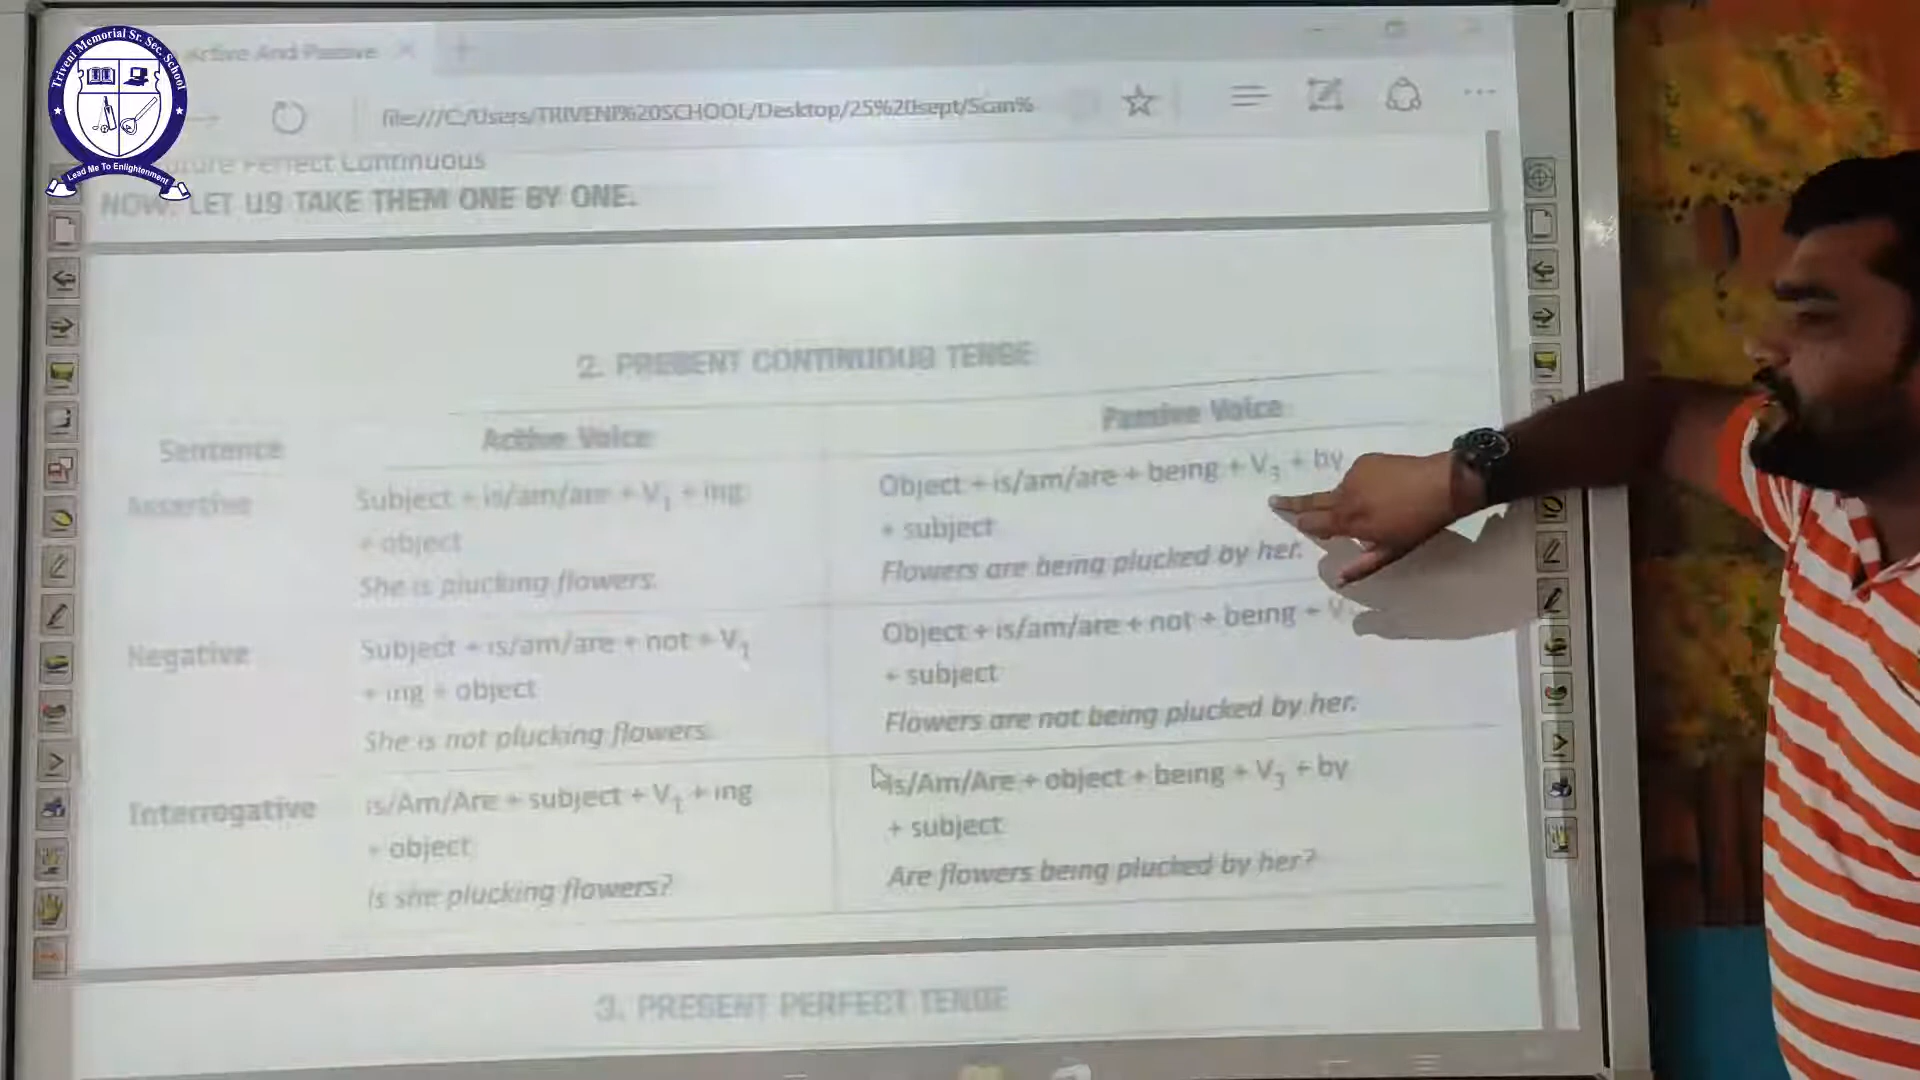 Triveni Memorial Sr. Sec. School
Lead Me To Enlightenment
Active And Passive
file:///C:/Users/TRIVENI%20SCHOOL/Desktop/25%20sept/Scan%
Perfect Continuous
NOW, LET US TAKE THEM ONE BY ONE.
2. PRESENT CONTINUOUS TENSE
Sentence Active Voice Passive Voice
Assertive Subject + is/am/are + V1 + ing Object + is/am/are + being + V3 + by
+ object + subject
She is plucking flowers. Flowers are being plucked by her.
Negative Subject + is/am/are + not + V1 Object + is/am/are + not + being + V
+ ing + object + subject
She is not plucking flowers. Flowers are not being plucked by her.
Interrogative Is/Am/Are + subject + V1 + ing Is/Am/Are + object + being + V3 + by
+ object + subject
Is she plucking flowers? Are flowers being plucked by her?
3. PRESENT PERFECT TENSE